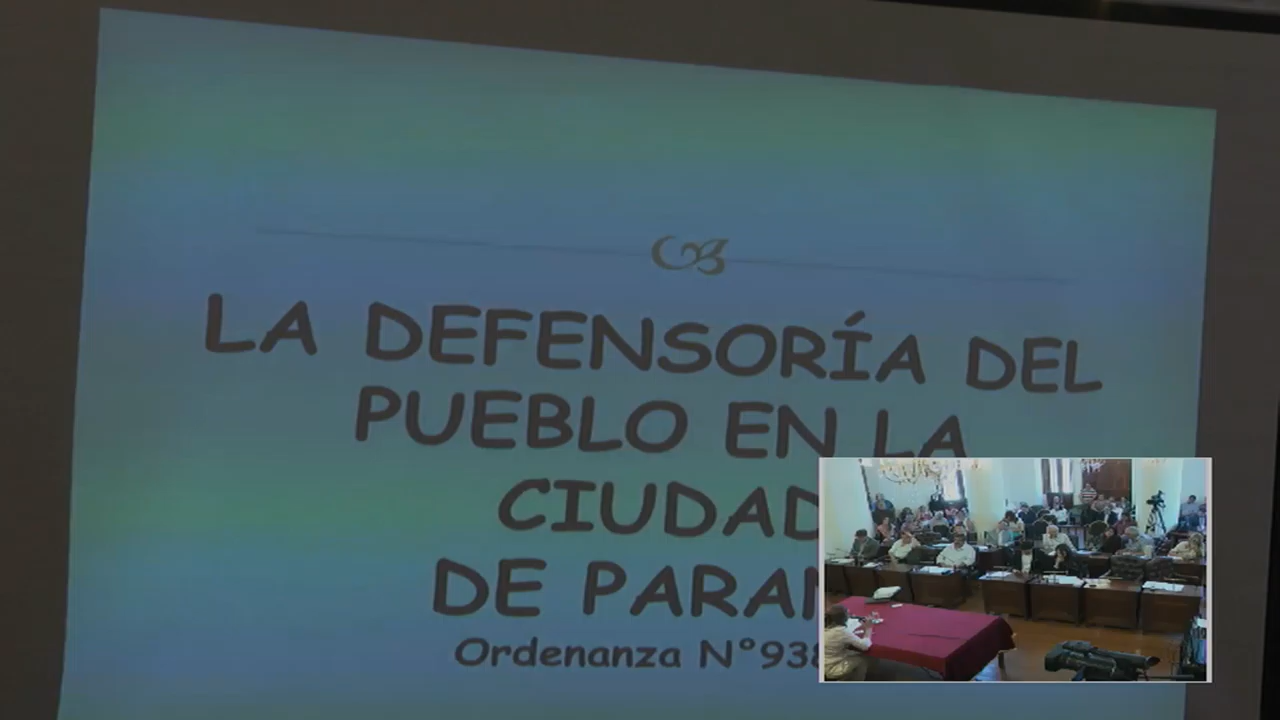 LA DEFENSORÍA DEL
PUEBLO EN LA
CIUDAD
DE
Ordenanza